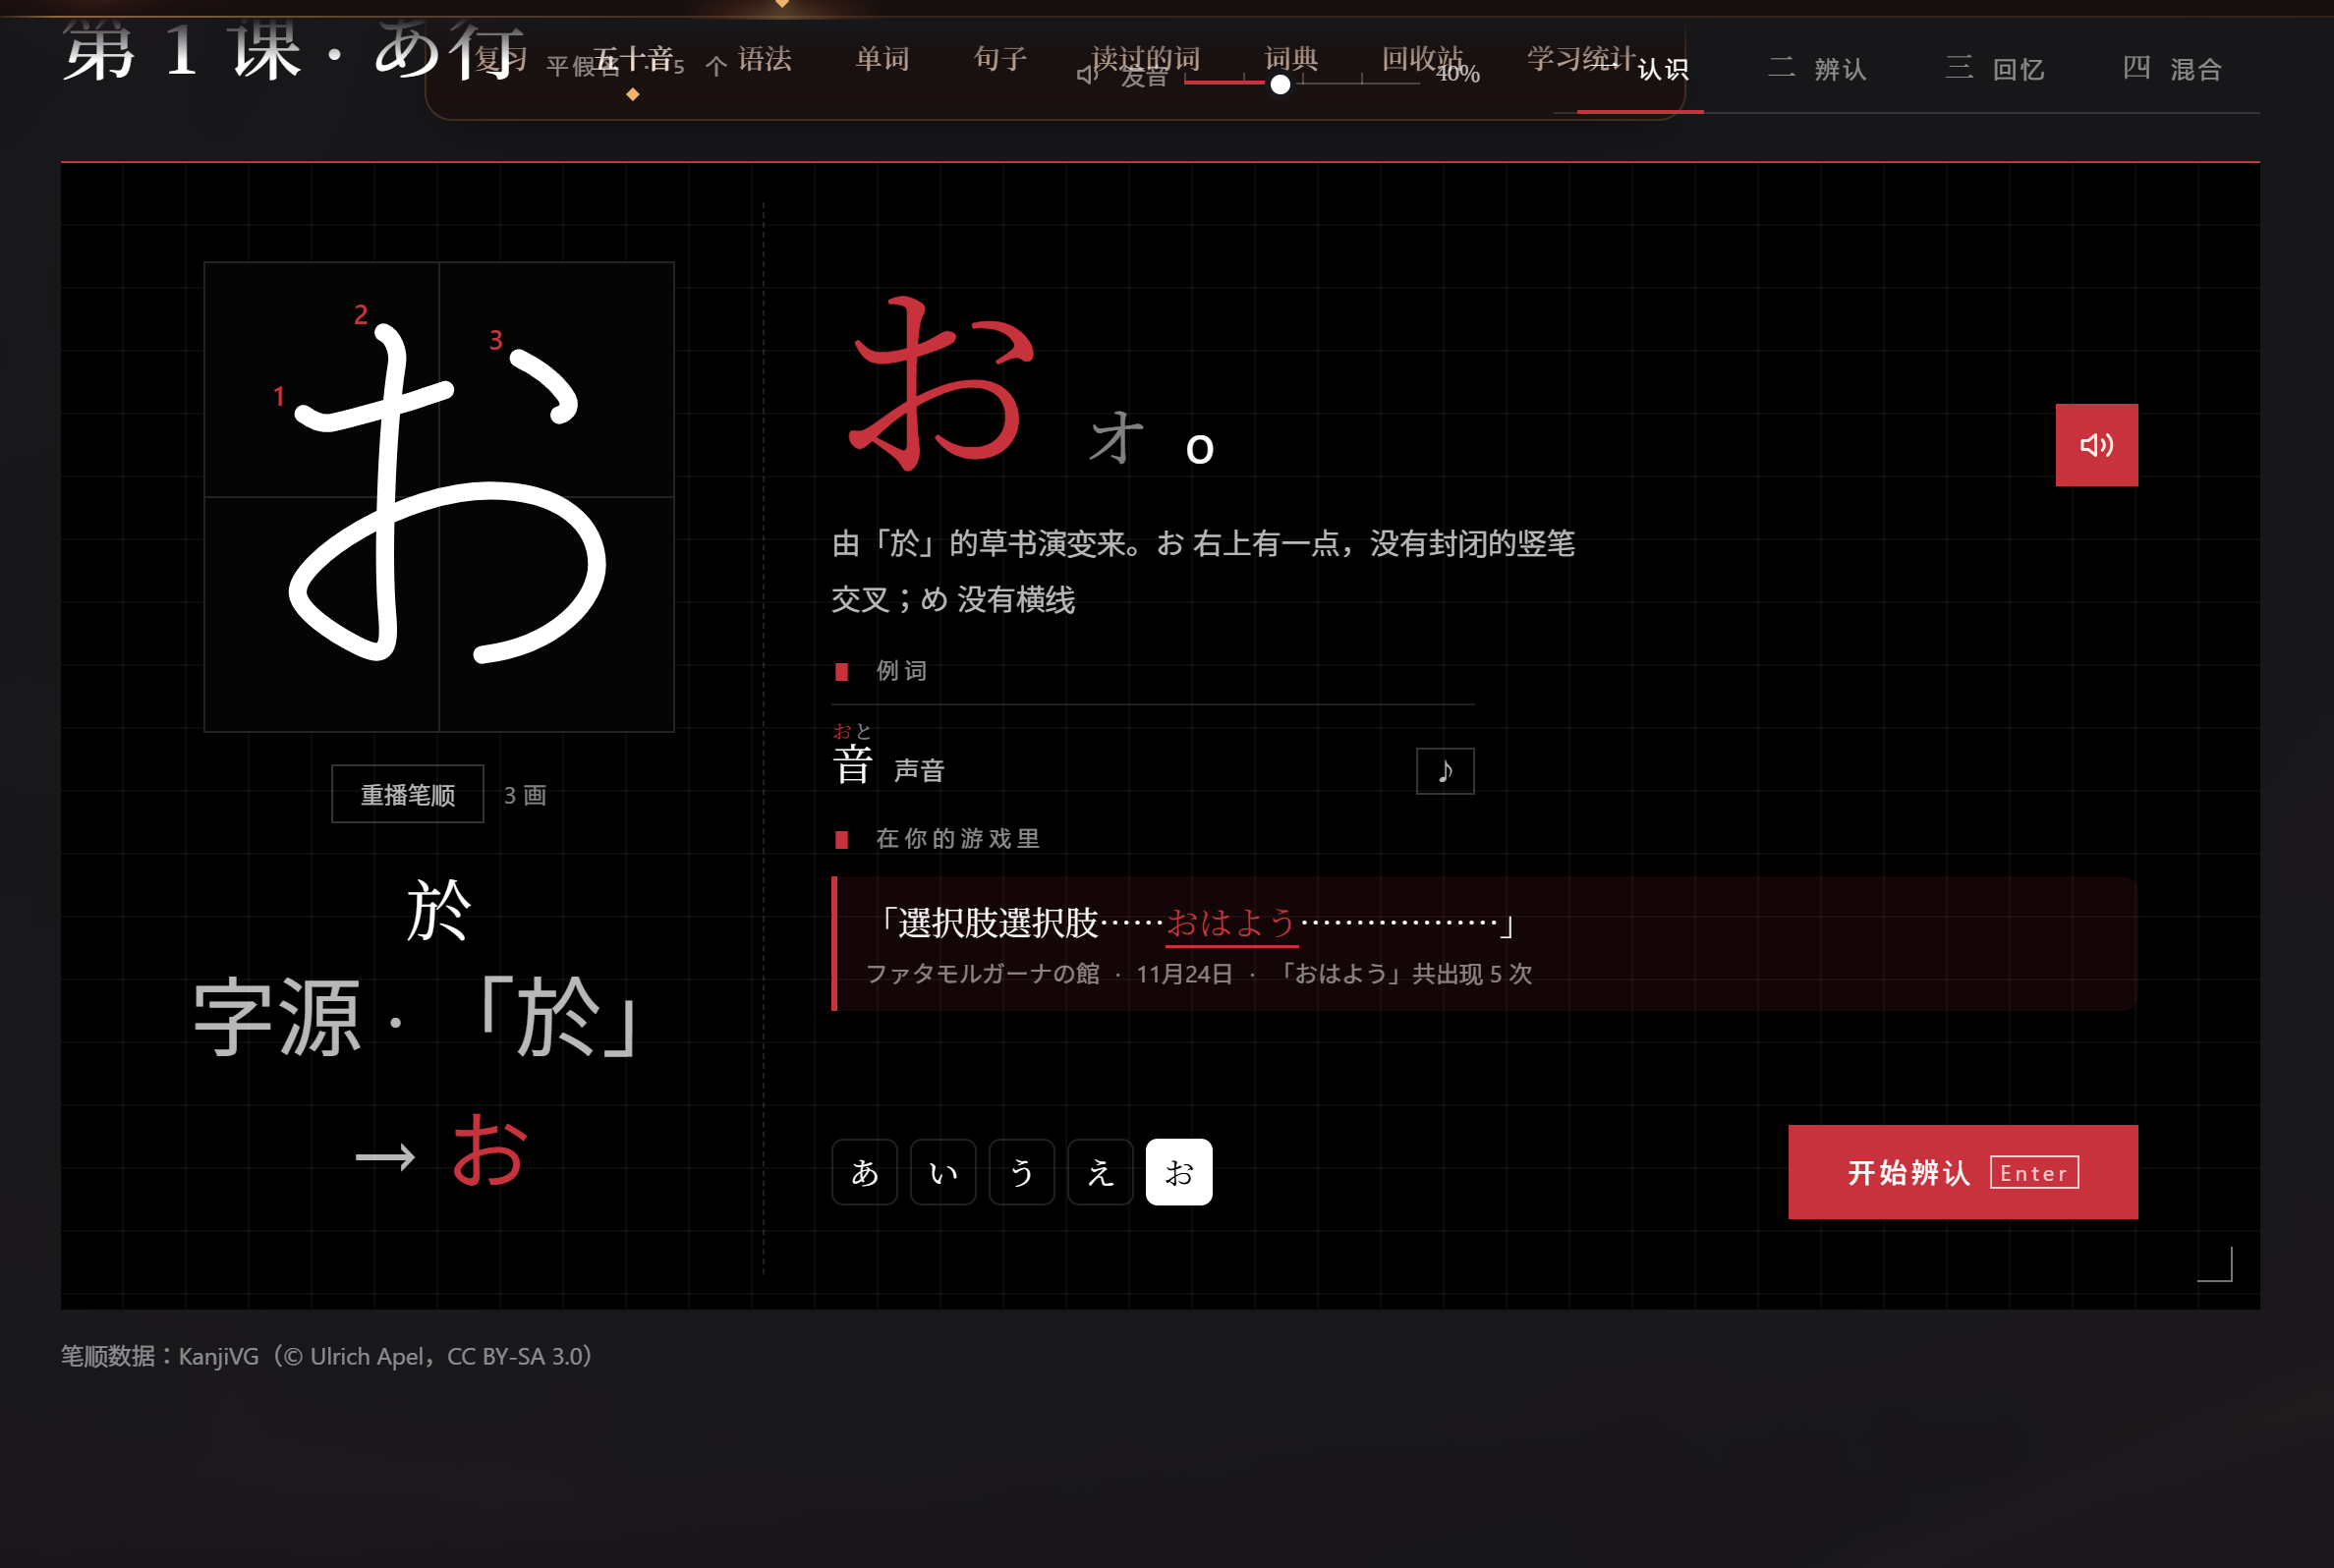 第 1 课 · あ行
平假名 · 5 个
发音
40%
一 认识
二 辨认
三 回忆
四 混合
复习
五十音
语法
单词
句子
读过的词
词典
回收站
学习统计
1
2
3
お
オ
o
由「於」的草书演变来。お 右上有一点，没有封闭的竖笔
交叉；め 没有横线
例词
おと
音 声音
♪
在你的游戏里
「選択肢選択肢……おはよう………………」
ファタモルガーナの館 · 11月24日 · 「おはよう」共出现 5 次
重播笔顺
3 画
於
字源 · 「於」
→ お
あ
い
う
え
お
开始辨认 Enter
笔顺数据：KanjiVG（© Ulrich Apel，CC BY-SA 3.0）